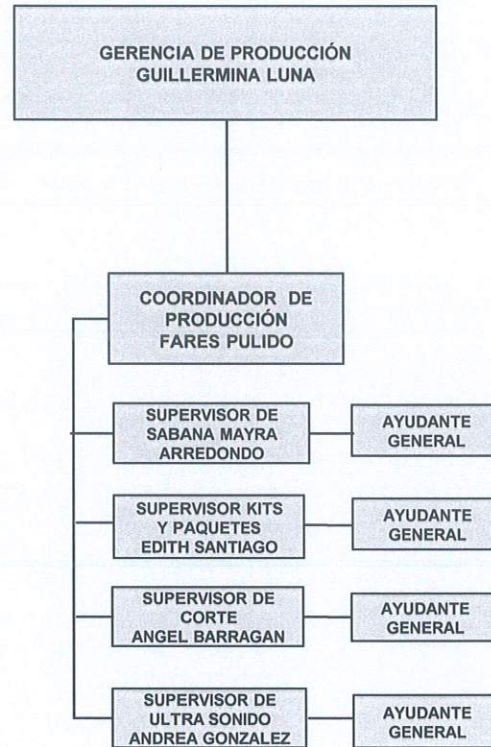 GERENCIA DE PRODUCCIÓN
GUILLERMINA LUNA
COORDINADOR DE
PRODUCCIÓN
FARES PULIDO
SUPERVISOR DE
SABANA MAYRA
ARREDONDO
AYUDANTE
GENERAL
SUPERVISOR KITS
Y PAQUETES
EDITH SANTIAGO
AYUDANTE
GENERAL
SUPERVISOR DE
CORTE
ANGEL BARRAGAN
AYUDANTE
GENERAL
SUPERVISOR DE
ULTRA SONIDO
ANDREA GONZALEZ
AYUDANTE
GENERAL